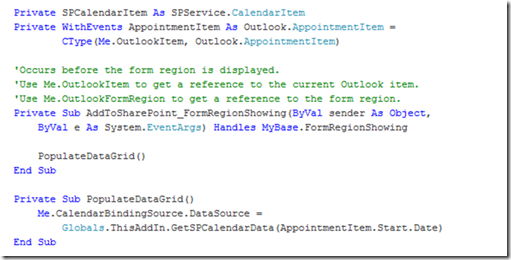 Private SPCalendarItem As SPService.CalendarItem
Private WithEvents AppointmentItem As Outlook.AppointmentItem =
CType(Me.OutlookItem, Outlook.AppointmentItem)
'Occurs before the form region is displayed.
'Use Me.OutlookItem to get a reference to the current Outlook item.
'Use Me.OutlookFormRegion to get a reference to the form region.
Private Sub AddToSharePoint_FormRegionShowing(ByVal sender As Object,
ByVal e As System.EventArgs) Handles MyBase.FormRegionShowing
PopulateDataGrid()
End Sub
Private Sub PopulateDataGrid()
Me.CalendarBindingSource.DataSource =
Globals.ThisAddIn.GetSPCalendarData(AppointmentItem.Start.Date)
End Sub